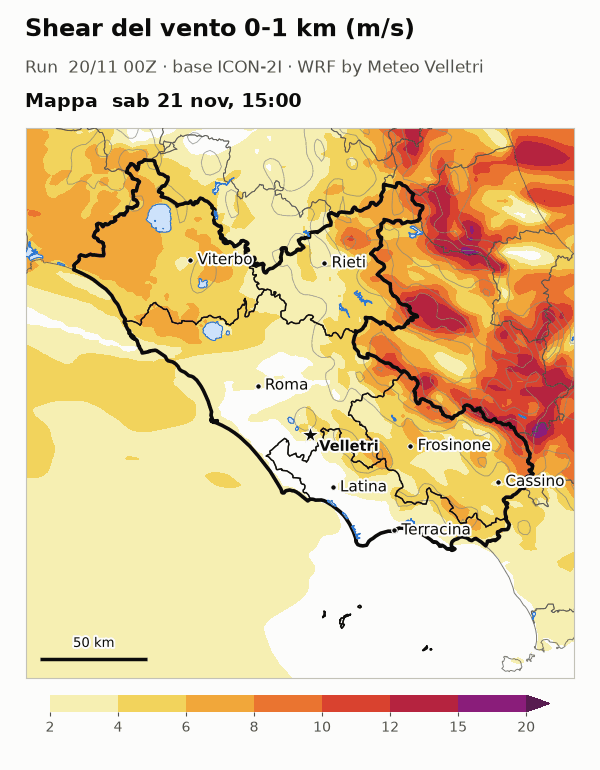 Shear del vento 0-1 km (m/s)
Run  20/11 00Z · base ICON-2I · WRF by Meteo Velletri
Mappa  sab 21 nov, 15:00
Viterbo
Rieti
Roma
Velletri
Frosinone
Latina
Cassino
Terracina
50 km
2 4 6 8 10 12 15 20